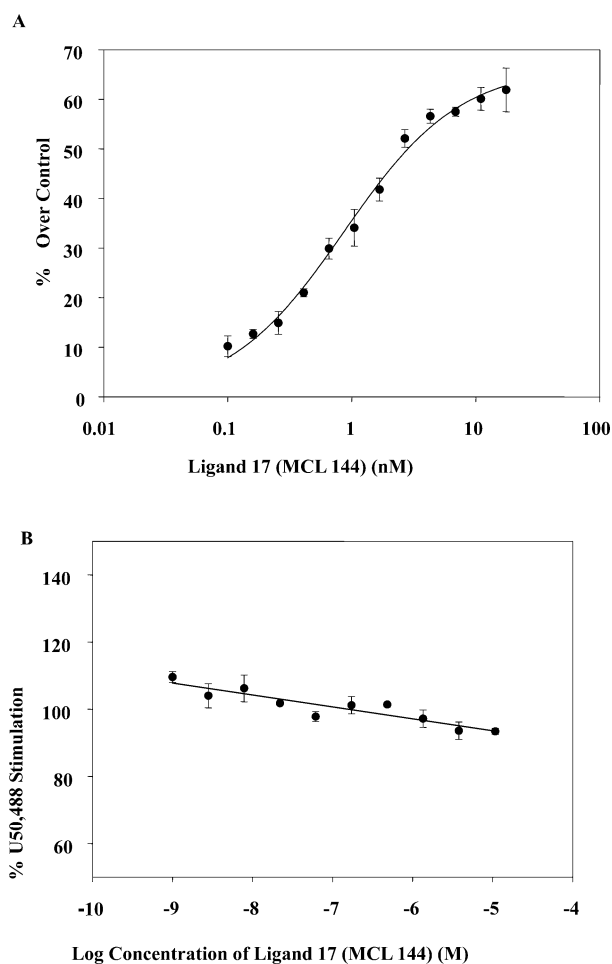 A
70
60
50
40
30
20
10
0
% Over Control
0.01 0.1 1 10 100
Ligand 17 (MCL 144) (nM)
B
140
120
100
80
60
% U50,488 Stimulation
-10 -9 -8 -7 -6 -5 -4
Log Concentration of Ligand 17 (MCL 144) (M)